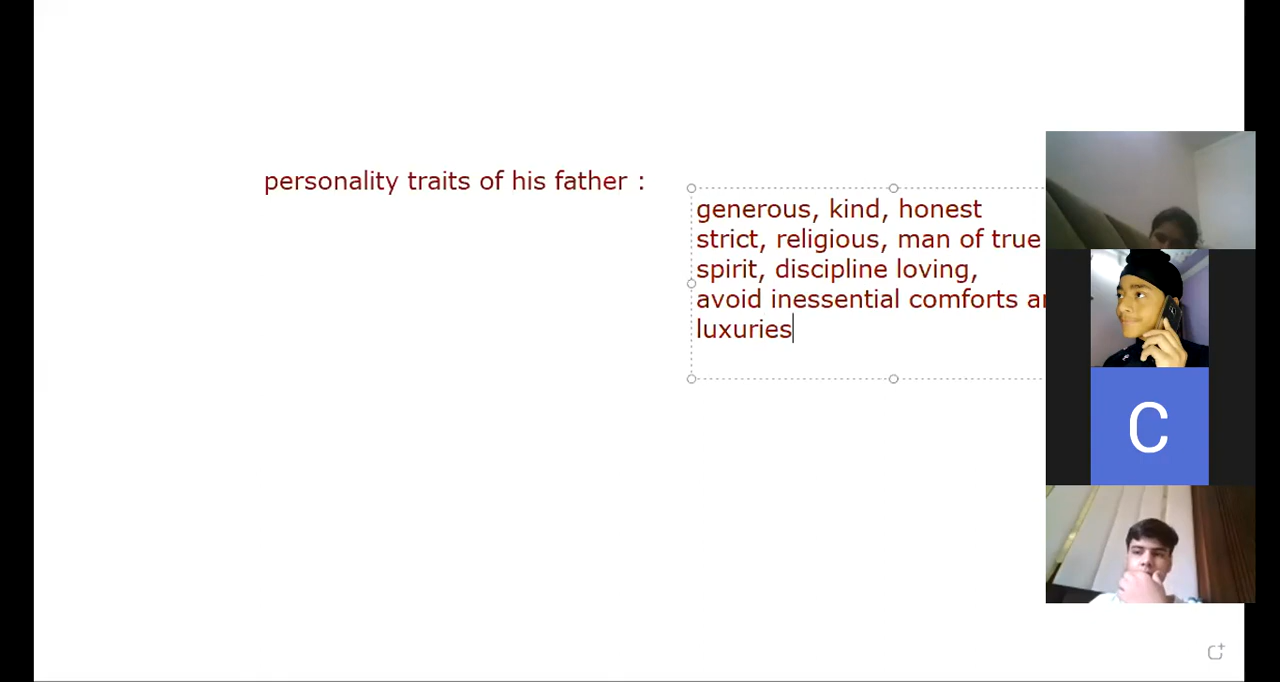 personality traits of his father :
generous, kind, honest
strict, religious, man of true
spirit, discipline loving,
avoid inessential comforts
luxuries
C